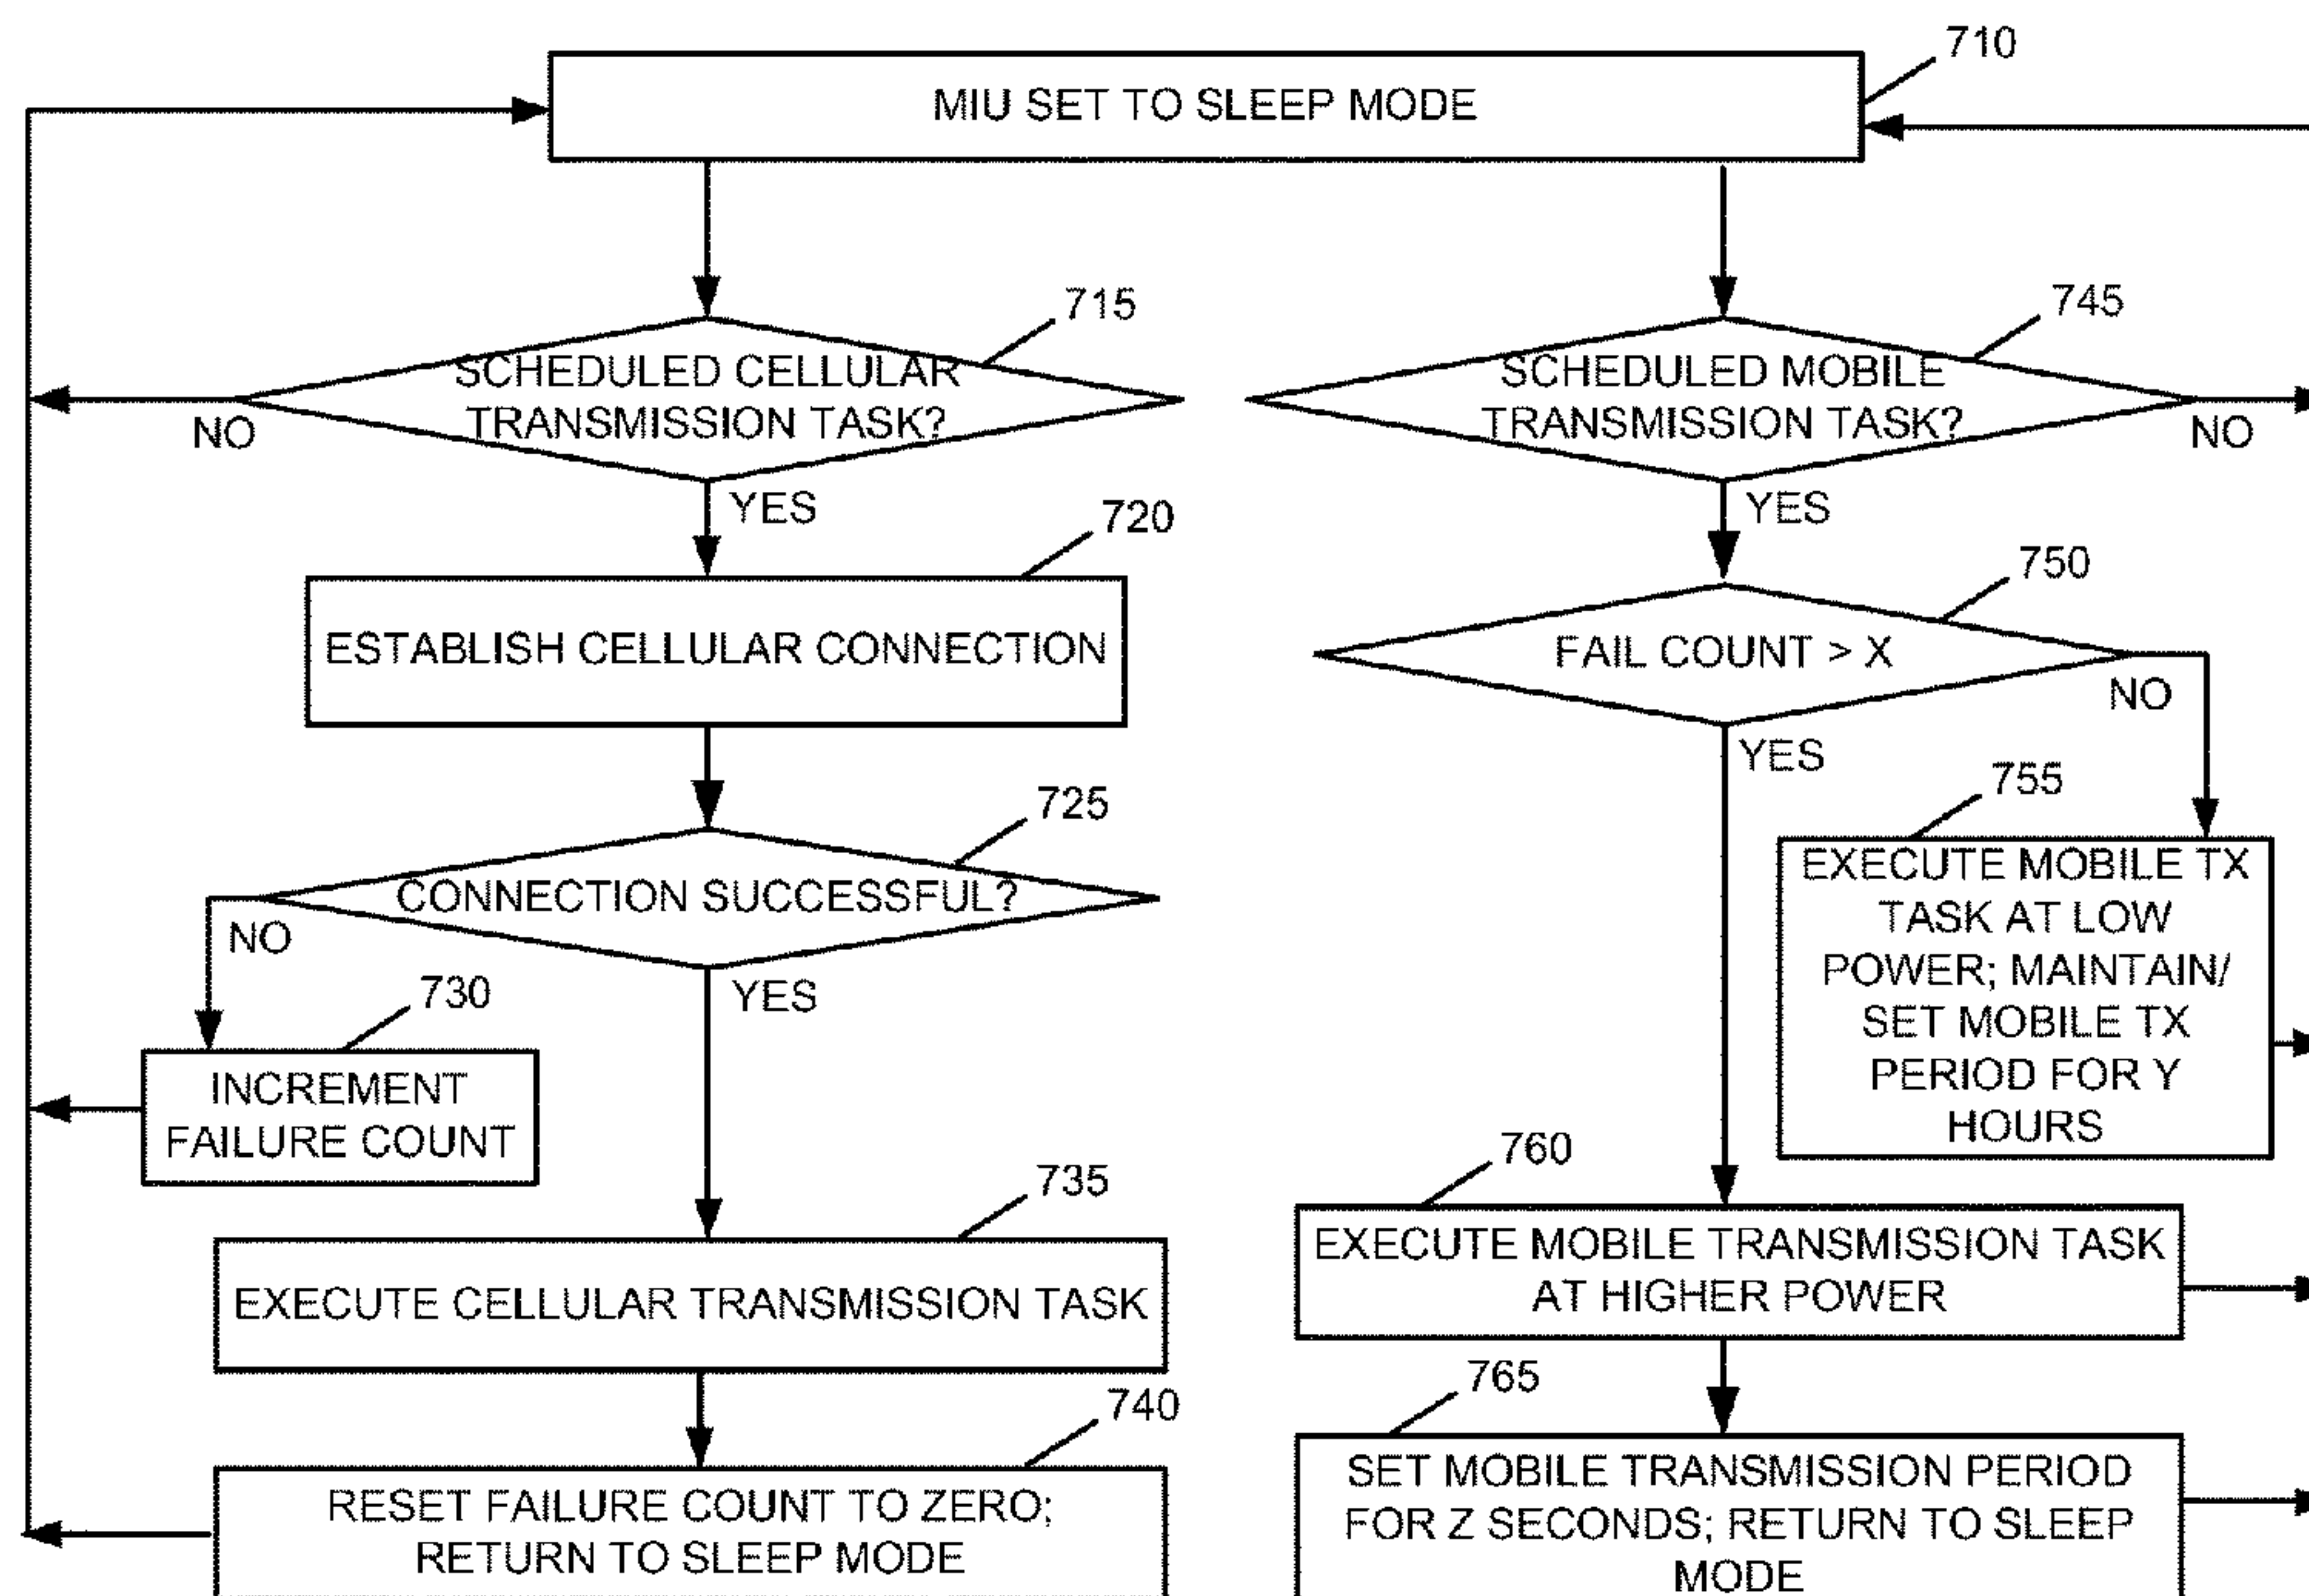 710
MIU SET TO SLEEP MODE
715
SCHEDULED CELLULAR
TRANSMISSION TASK?
NO
YES
720
ESTABLISH CELLULAR CONNECTION
725
CONNECTION SUCCESSFUL?
NO
YES
730
INCREMENT
FAILURE COUNT
735
EXECUTE CELLULAR TRANSMISSION TASK
740
RESET FAILURE COUNT TO ZERO;
RETURN TO SLEEP MODE
745
SCHEDULED MOBILE
TRANSMISSION TASK?
NO
YES
750
FAIL COUNT > X
NO
YES
755
EXECUTE MOBILE TX
TASK AT LOW
POWER; MAINTAIN/
SET MOBILE TX
PERIOD FOR Y
HOURS
760
EXECUTE MOBILE TRANSMISSION TASK
AT HIGHER POWER
765
SET MOBILE TRANSMISSION PERIOD
FOR Z SECONDS; RETURN TO SLEEP
MODE